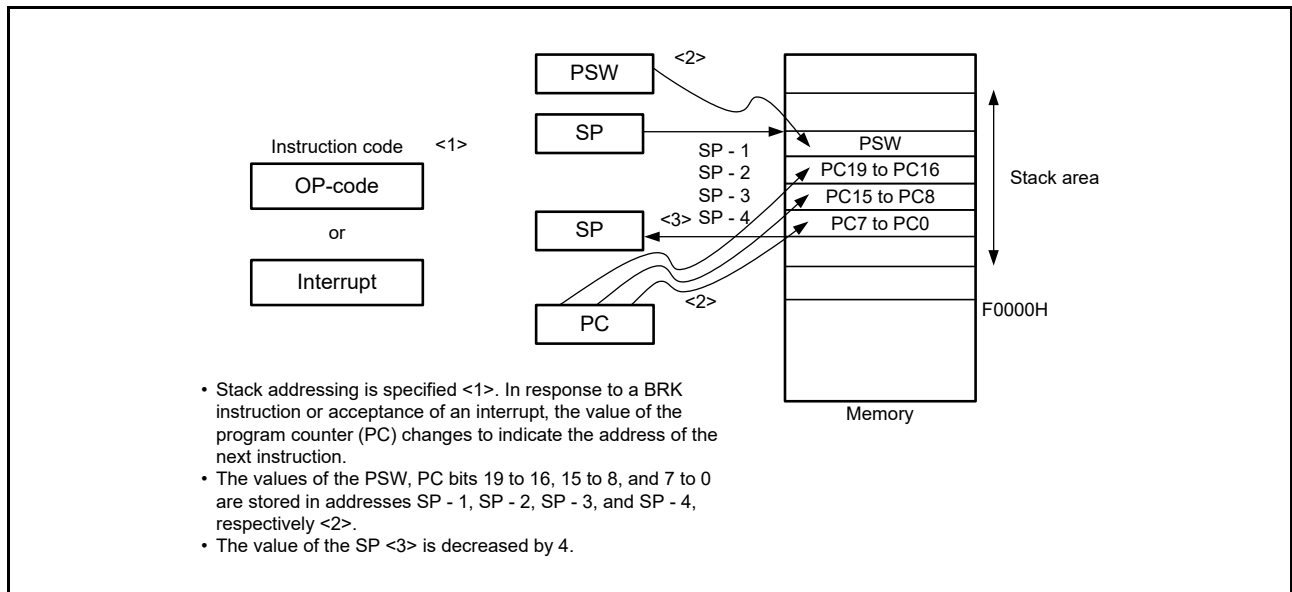 PSW
<2>
SP
PSW
Instruction code <1>
SP - 1
PC19 to PC16
OP-code
SP - 2
Stack area
SP - 3
PC15 to PC8
or
SP
<3> SP - 4
PC7 to PC0
Interrupt
<2>
PC
F0000H
• Stack addressing is specified <1>. In response to a BRK
instruction or acceptance of an interrupt, the value of the
program counter (PC) changes to indicate the address of the
next instruction.
• The values of the PSW, PC bits 19 to 16, 15 to 8, and 7 to 0
are stored in addresses SP - 1, SP - 2, SP - 3, and SP - 4,
respectively <2>.
• The value of the SP <3> is decreased by 4.
Memory